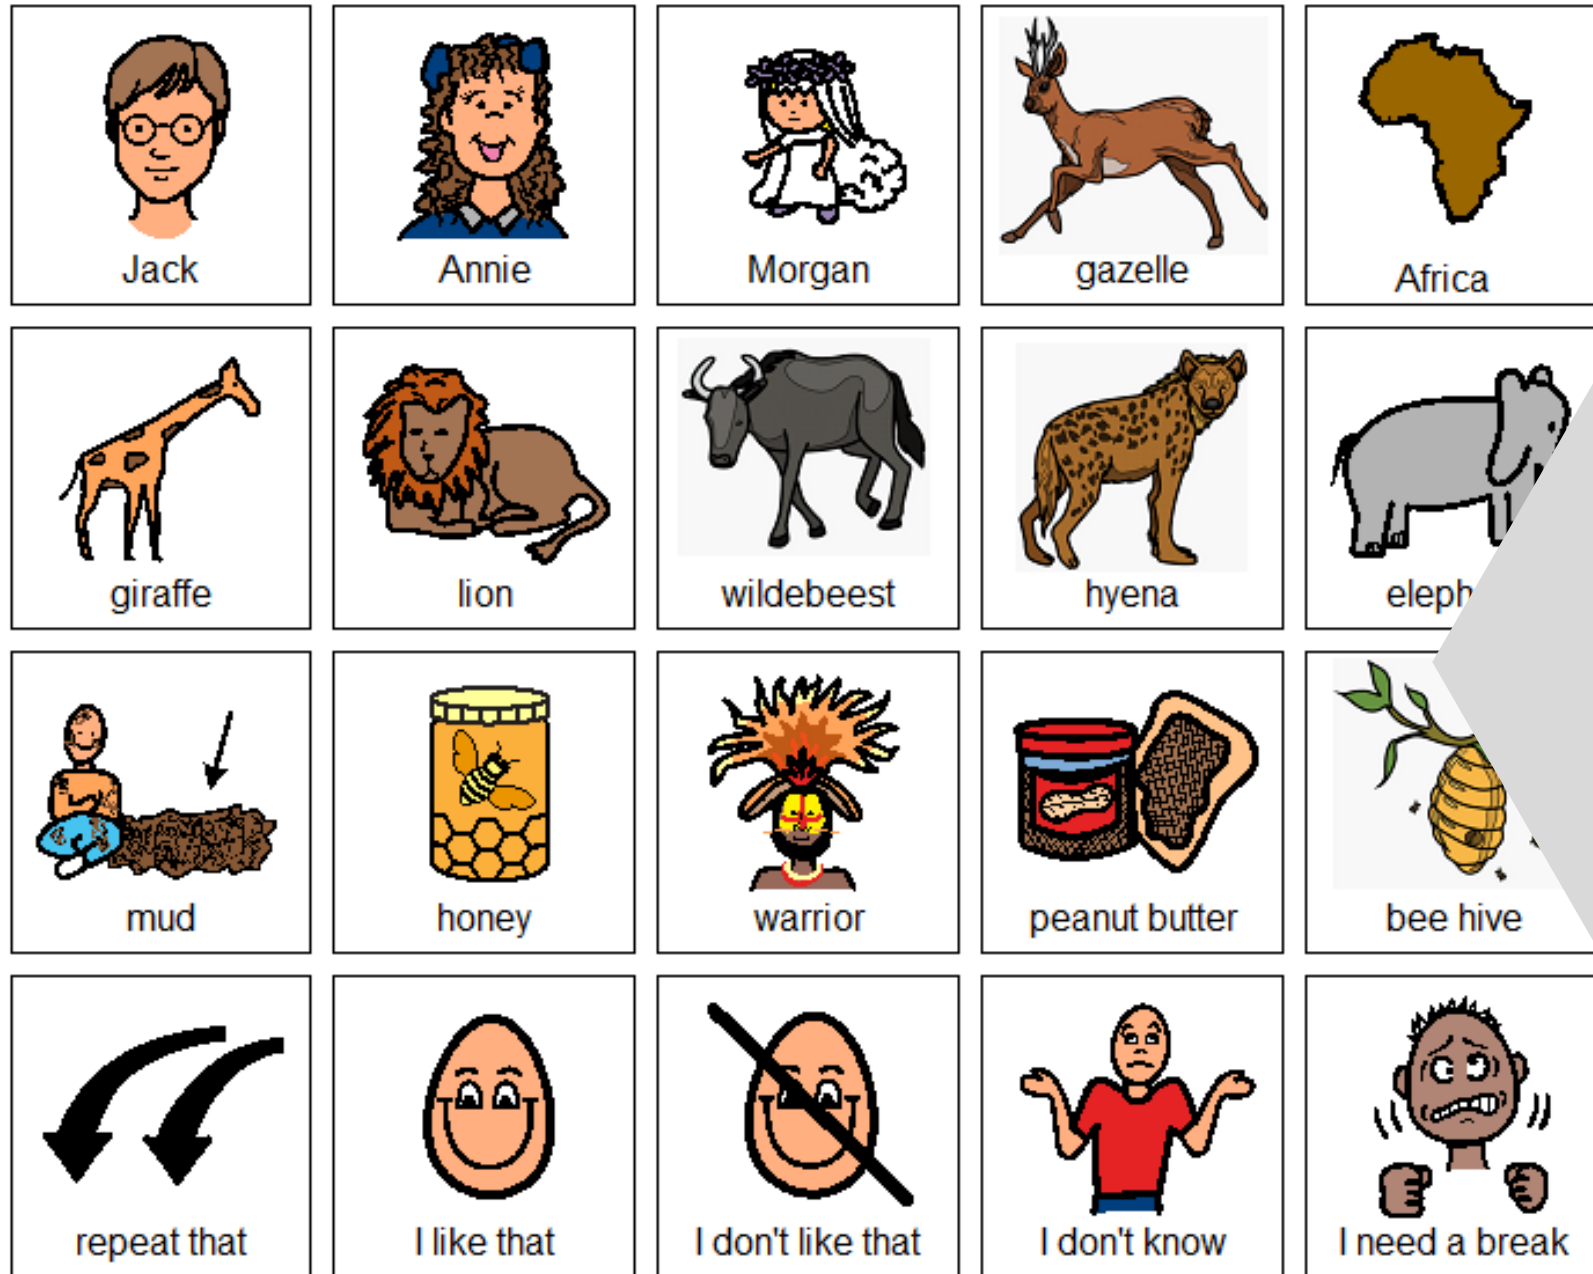 Jack
Annie
Morgan
gazelle
Africa
giraffe
lion
wildebeest
hyena
eleph
mud
honey
warrior
peanut butter
bee hive
repeat that
I like that
I don't like that
I don't know
I need a break